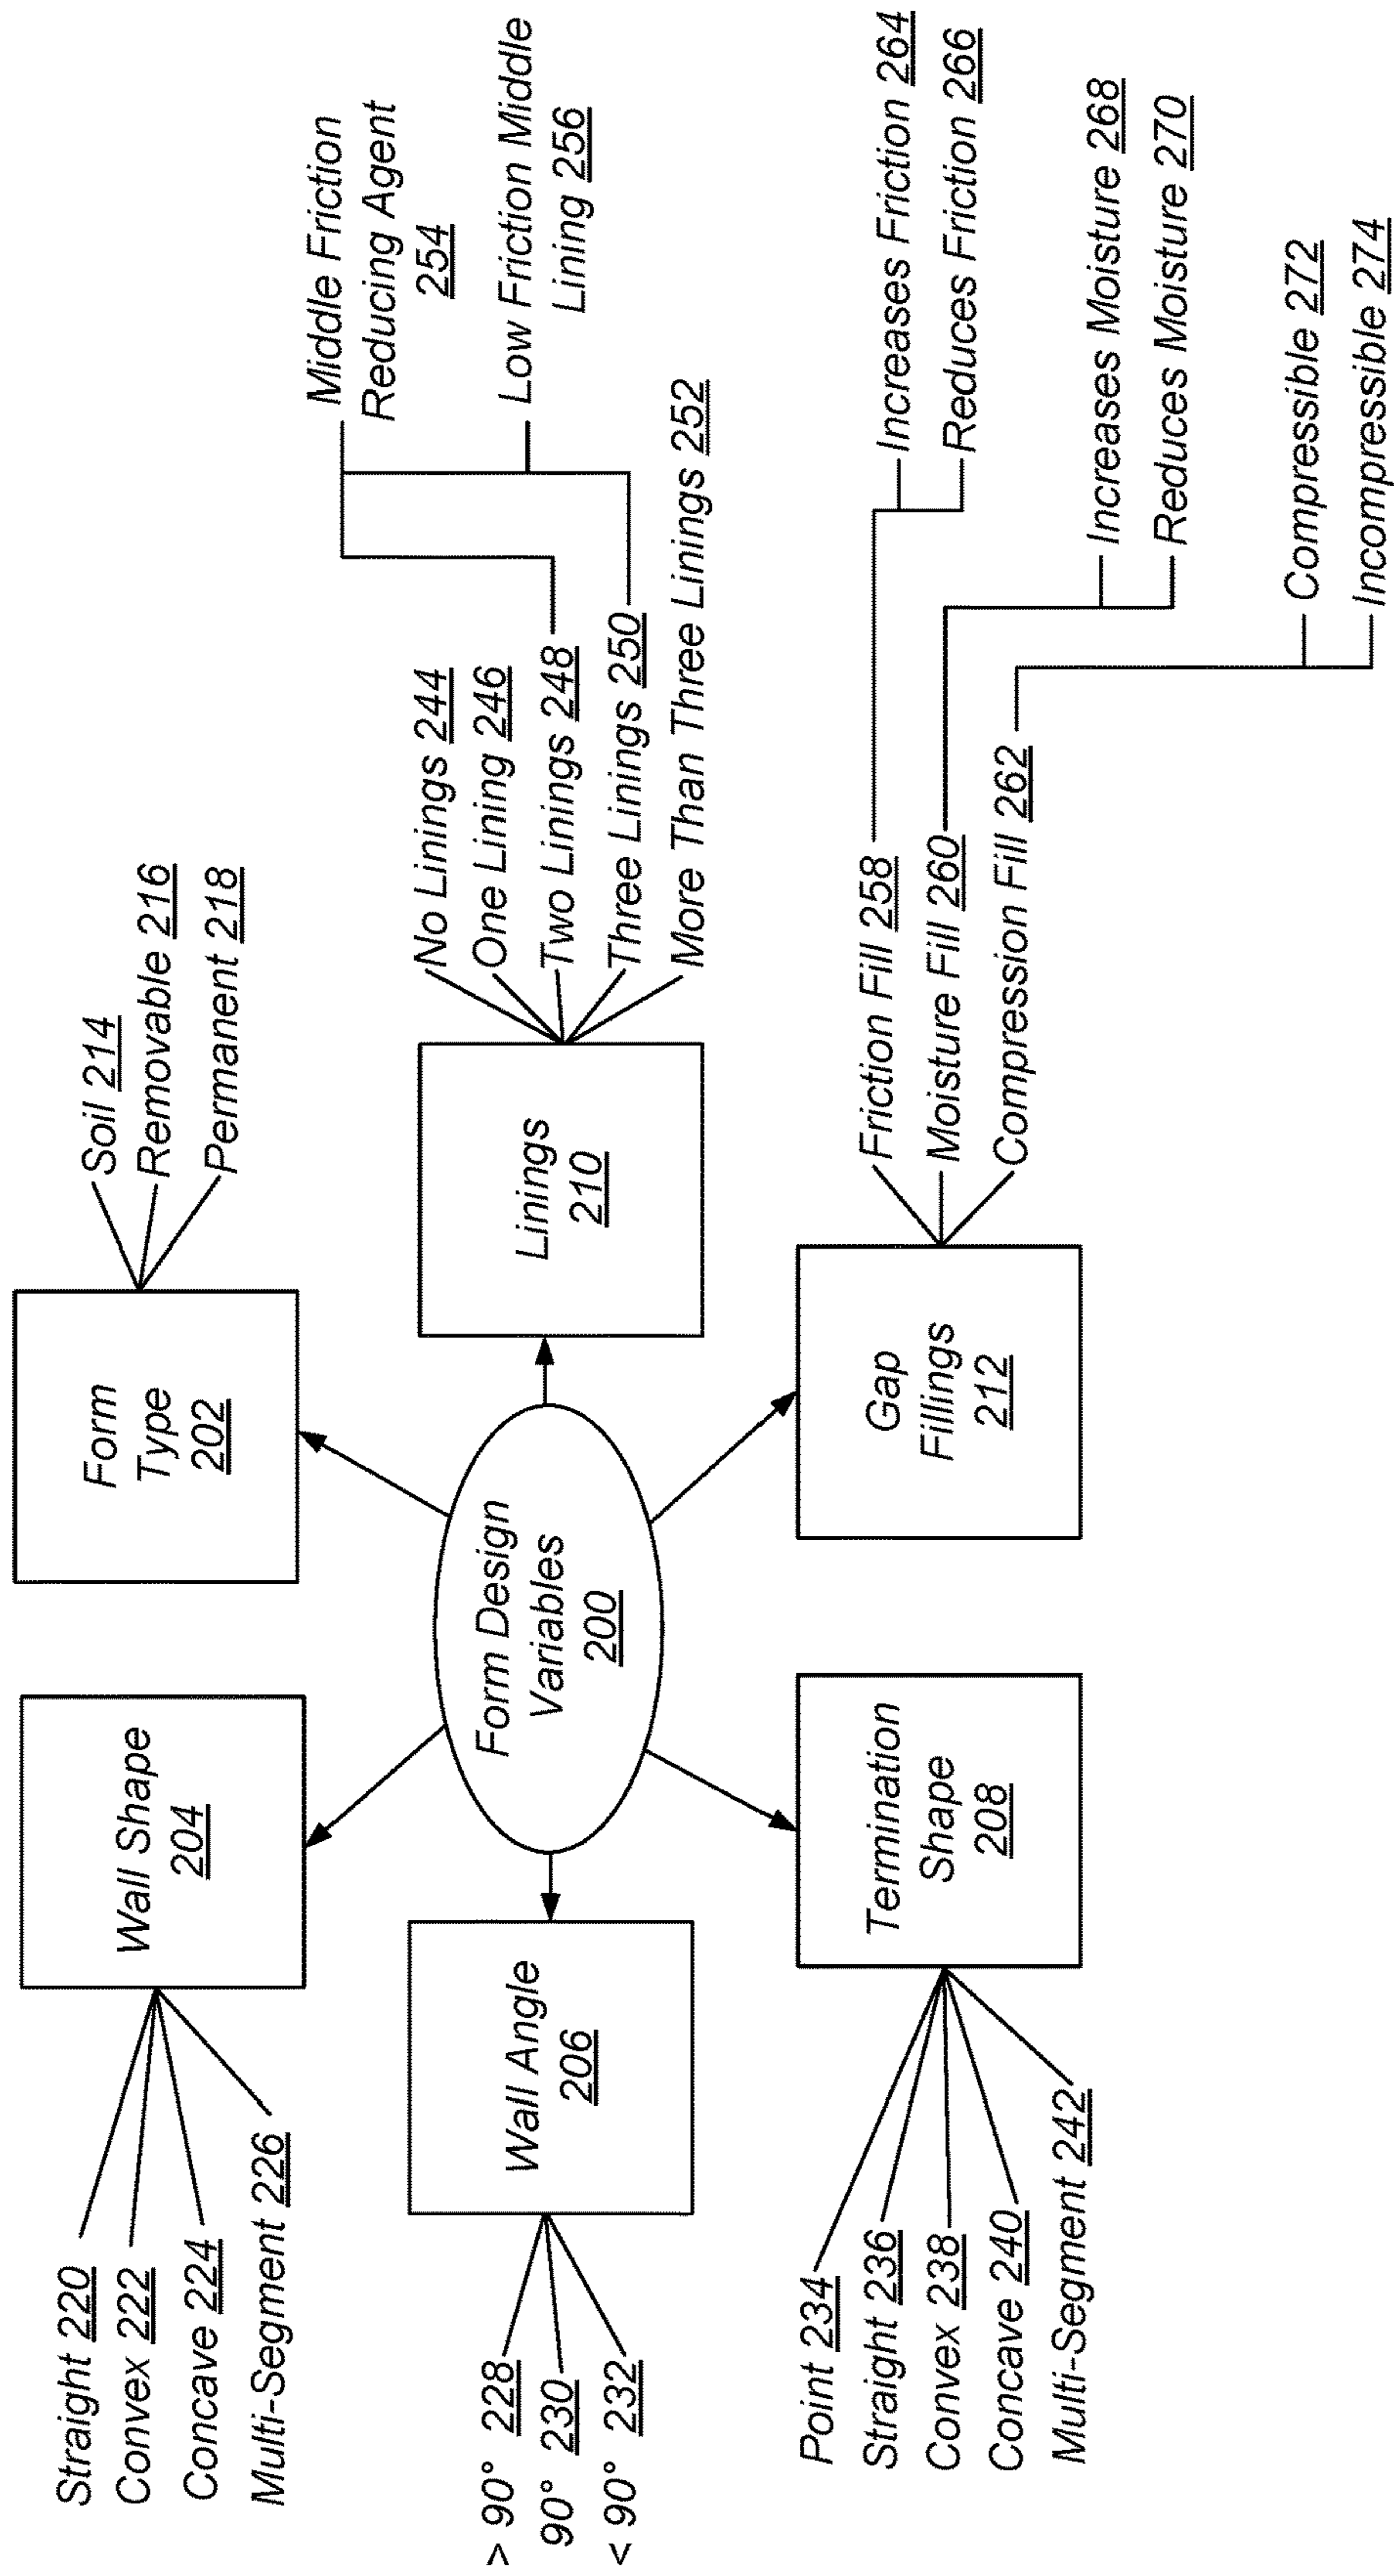 Straight 220
Convex 222
Concave 224
Multi-Segment 226
Wall Shape
204
Form
Type
202
Soil 214
Removable 216
Permanent 218
> 90° 228
90° 230
< 90° 232
Wall Angle
206
Form Design
Variables
200
Linings
210
No Linings 244
One Lining 246
Two Linings 248
Three Linings 250
More Than Three Linings 252
Middle Friction
Reducing Agent
254
Low Friction Middle
Lining 256
Point 234
Straight 236
Convex 238
Concave 240
Multi-Segment 242
Termination
Shape
208
Gap
Fillings
212
Friction Fill 258
Moisture Fill 260
Compression Fill 262
Increases Friction 264
Reduces Friction 266
Increases Moisture 268
Reduces Moisture 270
Compressible 272
Incompressible 274